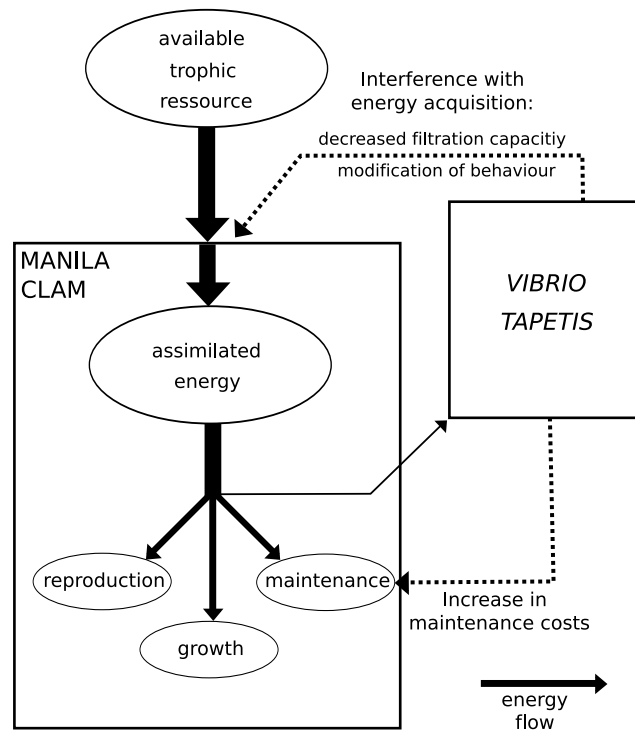 available
trophic
ressource
Interference with
energy acquisition:
decreased filtration capacitiy
modification of behaviour
MANILA
CLAM
VIBRIO
TAPETIS
assimilated
energy
reproduction
maintenance
growth
Increase in
maintenance costs
energy
flow